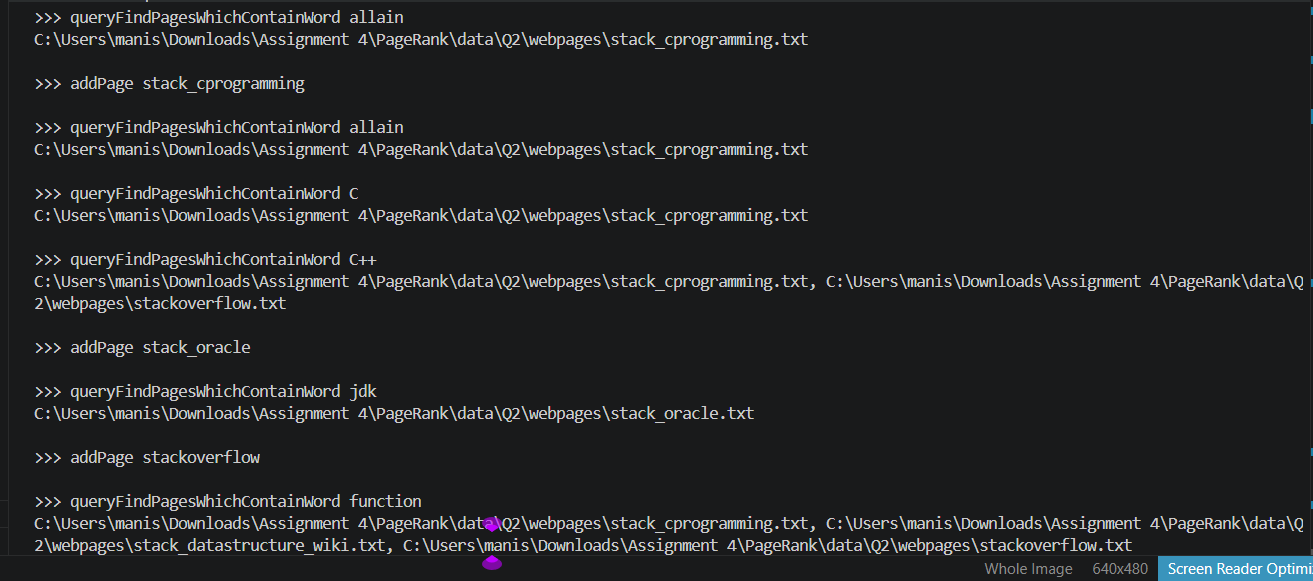 >>> queryFindPagesWhichContainWord allain
C:\Users\manis\Downloads\Assignment 4\PageRank\data\Q2\webpages\stack_cprogramming.txt
>>> addPage stack_cprogramming
>>> queryFindPagesWhichContainWord allain
C:\Users\manis\Downloads\Assignment 4\PageRank\data\Q2\webpages\stack_cprogramming.txt
>>> queryFindPagesWhichContainWord C
C:\Users\manis\Downloads\Assignment 4\PageRank\data\Q2\webpages\stack_cprogramming.txt
>>> queryFindPagesWhichContainWord C++
C:\Users\manis\Downloads\Assignment 4\PageRank\data\Q2\webpages\stack_cprogramming.txt, C:\Users\manis\Downloads\Assignment 4\PageRank\data\Q
2\webpages\stackoverflow.txt
>>> addPage stack_oracle
>>> queryFindPagesWhichContainWord jdk
C:\Users\manis\Downloads\Assignment 4\PageRank\data\Q2\webpages\stack_oracle.txt
>>> addPage stackoverflow
>>> queryFindPagesWhichContainWord function
C:\Users\manis\Downloads\Assignment 4\PageRank\data\Q2\webpages\stack_cprogramming.txt, C:\Users\manis\Downloads\Assignment 4\PageRank\data\Q
2\webpages\stack_datastructure_wiki.txt, C:\Users\manis\Downloads\Assignment 4\PageRank\data\Q2\webpages\stackoverflow.txt
Whole Image 640x480 Screen Reader Optimi